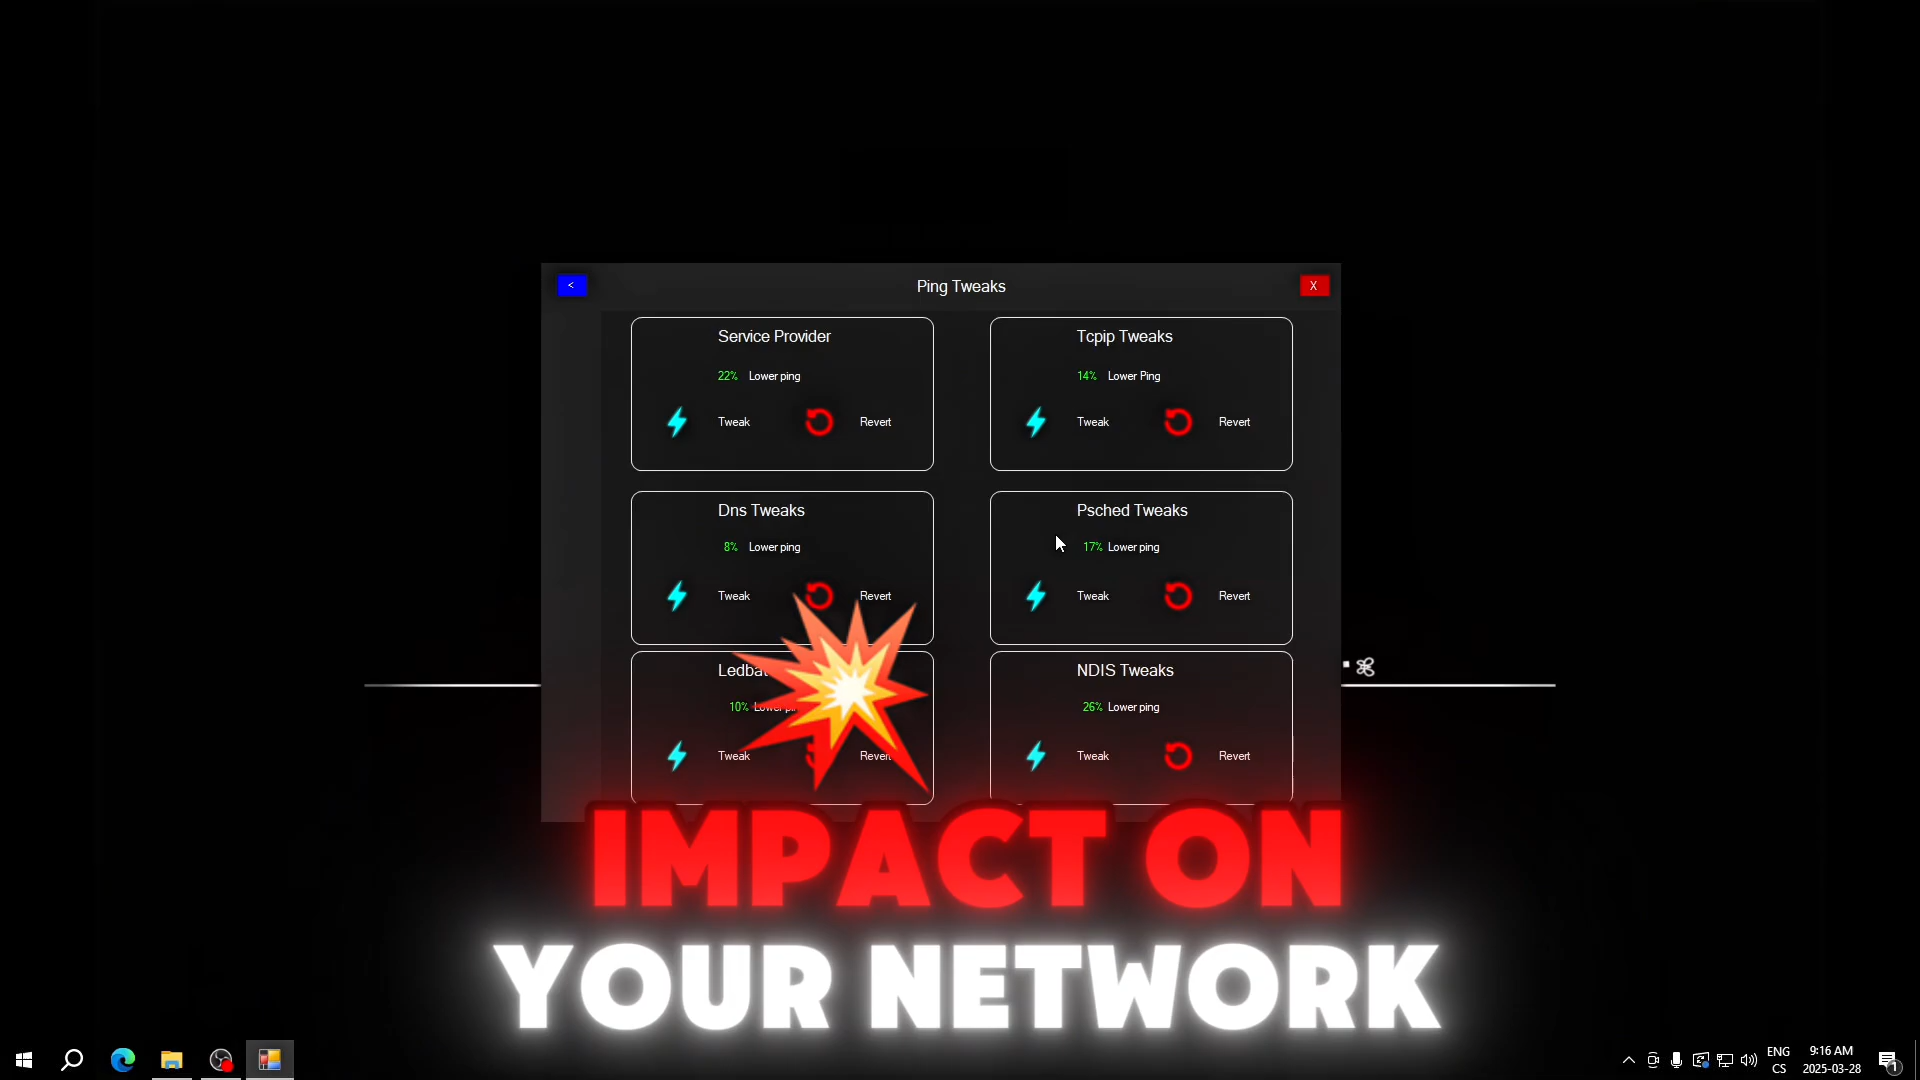 <
Ping Tweaks
X
Service Provider
22% Lower ping
Tweak
Revert
Tcpip Tweaks
14% Lower Ping
Tweak
Revert
Dns Tweaks
8% Lower ping
Tweak
Revert
Psched Tweaks
17% Lower ping
Tweak
Revert
10%
Tweak
Revert
NDIS Tweaks
26% Lower ping
Tweak
Revert
IMPACT ON
YOUR NETWORK
ENG
CS
9:16 AM
2025-03-28
1